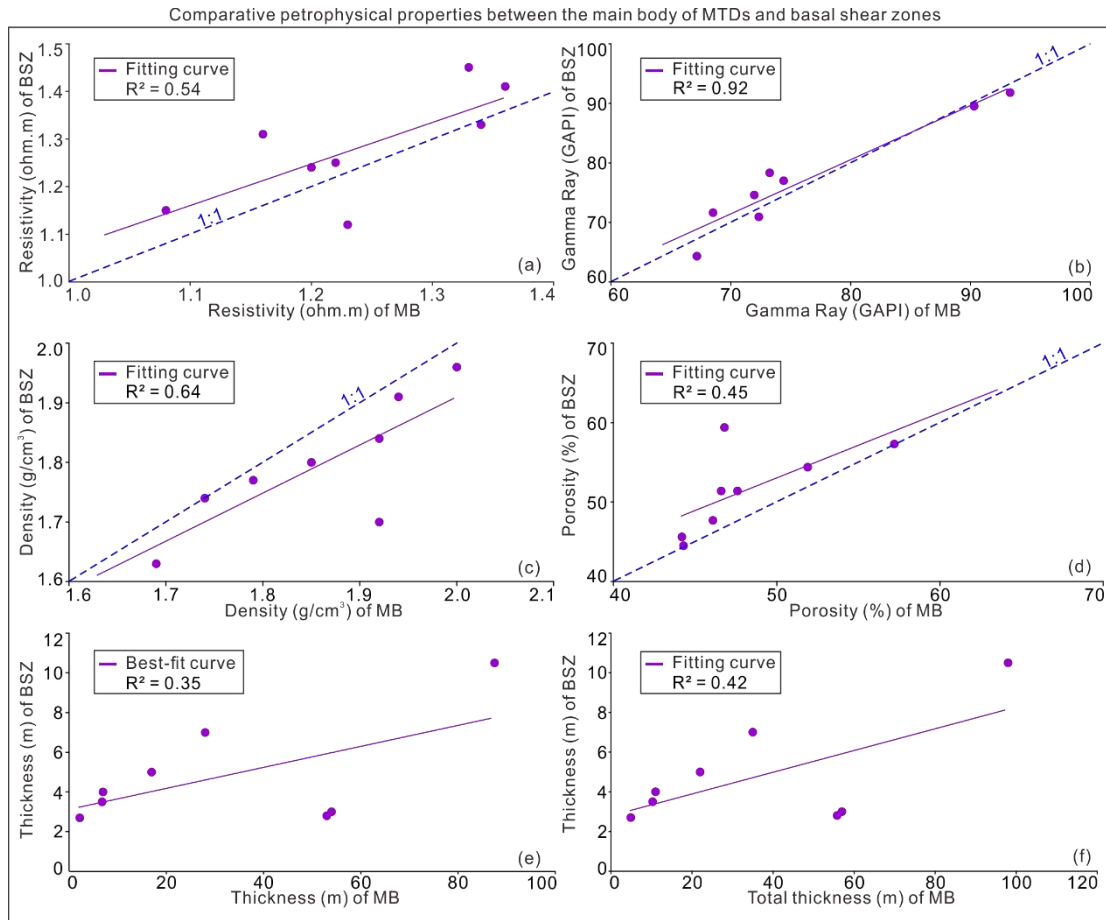 Comparative petrophysical properties between the main body of MTDs and basal shear zones
Resistivity (ohm.m) of BSZ
1.5
1.4
1.3
1.2
1.1
1.0
Fitting curve
R² = 0.54
1:1
(a)
1.0 1.1 1.2 1.3 1.4
Resistivity (ohm.m) of MB
Gamma Ray (GAPI) of BSZ
100
90
80
70
60
Fitting curve
R² = 0.92
1:1
(b)
60 70 80 90 100
Gamma Ray (GAPI) of MB
Density (g/cm³) of BSZ
2.0
1.9
1.8
1.7
1.6
Fitting curve
R² = 0.64
1:1
(c)
1.6 1.7 1.8 1.9 2.0 2.1
Density (g/cm³) of MB
Porosity (%) of BSZ
70
60
50
40
Fitting curve
R² = 0.45
1:1
(d)
40 50 60 70
Porosity (%) of MB
Thickness (m) of BSZ
12
10
8
6
4
2
0
Best-fit curve
R² = 0.35
(e)
0 20 40 60 80 100
Thickness (m) of MB
Thickness (m) of BSZ
12
10
8
6
4
2
0
Fitting curve
R² = 0.42
(f)
0 20 40 60 80 100 120
Total thickness (m) of MB